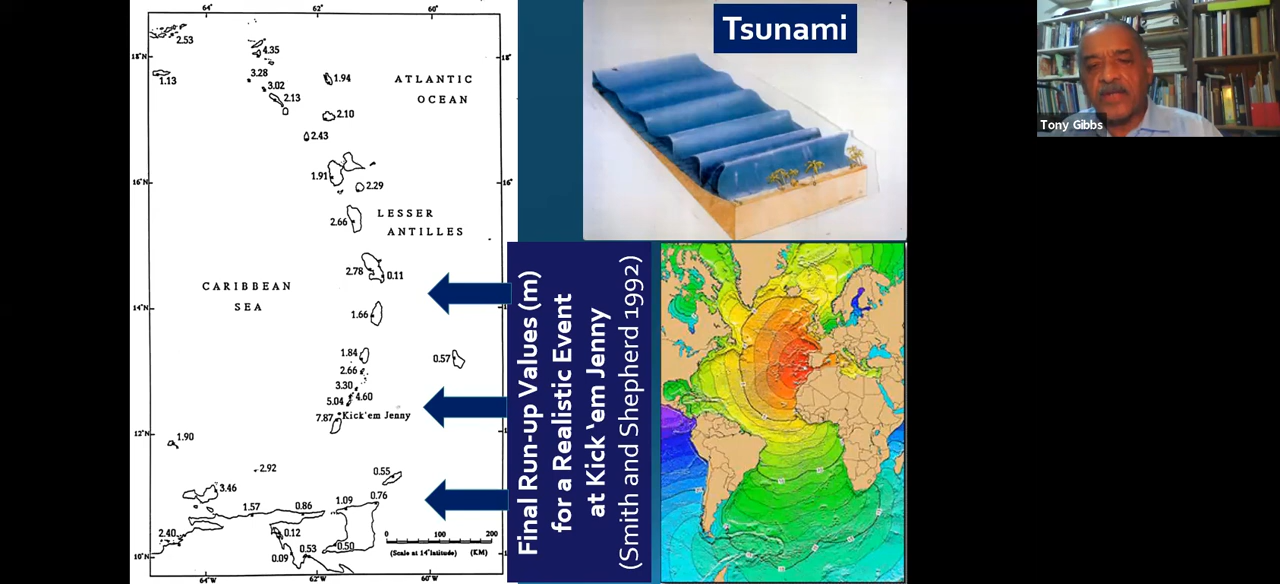 64°
62°
60°
2.53
18°N
4.35
18°
3.28
1.94
1.13
3.02
2.13
ATLANTIC
OCEAN
2.10
2.43
16°N
1.91
2.29
16°
LESSER
ANTILLES
2.66
2.78
0.11
CARIBBEAN
SEA
14°N
1.66
1.84
0.57
2.66
3.30
4.60
5.04
7.87
Kick'em Jenny
12°N
1.90
2.92
0.55
3.46
0.76
1.57
0.86
1.09
2.40
0.12
0.53
0.50
0.09
10°N
0
100
200
(Scale at 14°latitude)
(KM)
64°W
62°W
60°W
Tsunami
Final Run-up Values (m)
for a Realistic Event
at Kick 'em Jenny
(Smith and Shepherd 1992)
Tony Gibbs